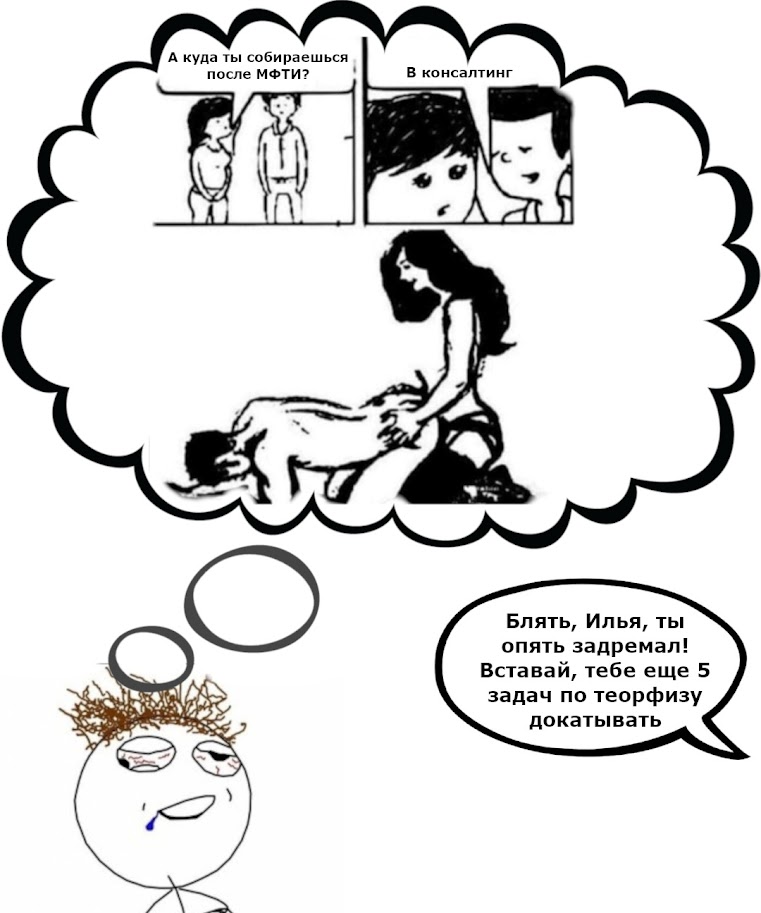 А куда ты собираешься
после МФТИ?
В консалтинг
Блять, Илья, ты
опять задремал!
Вставай, тебе еще 5
задач по теорфизу
докатывать